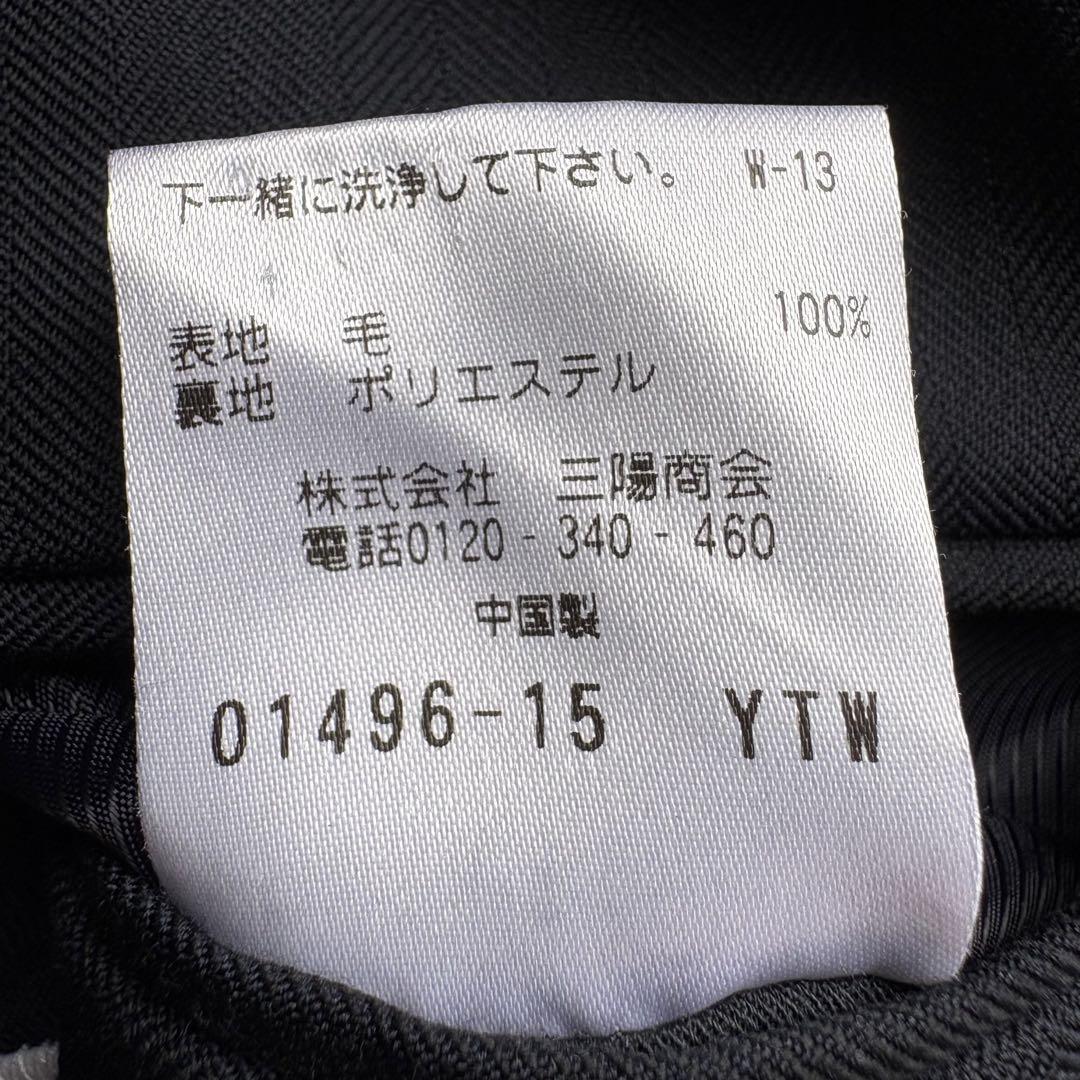 下一緒に洗浄して下さい。 W-13
表地 毛 100%
裏地 ポリエステル
株式会社 三陽商会
電話0120-340-460
中国製
01496-15 YTW